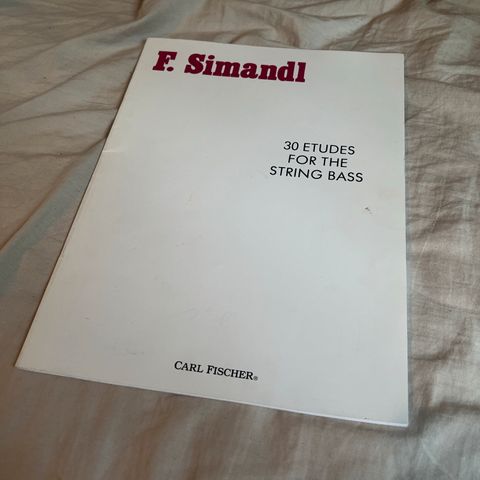 F. Simandl
30 ETUDES
FOR THE
STRING BASS
CARL FISCHER®